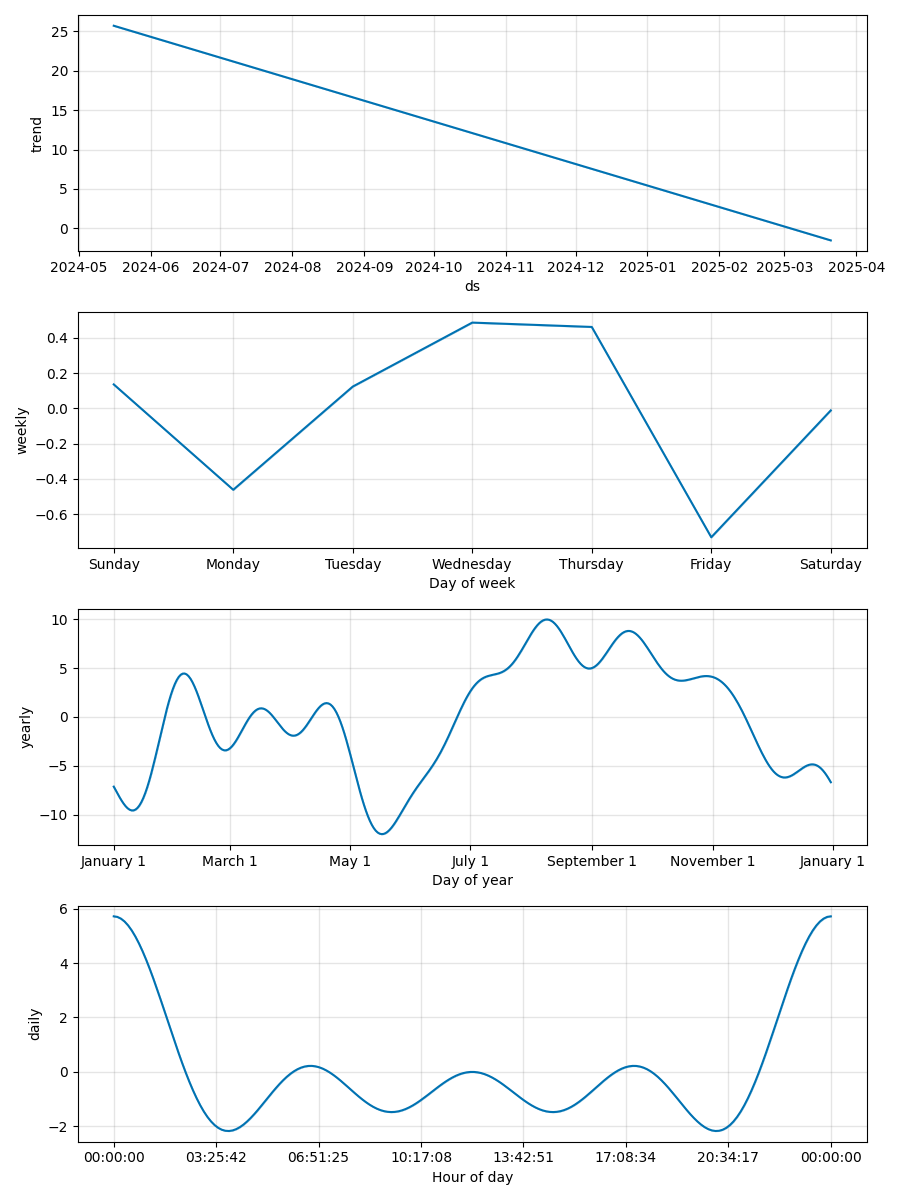 25
20
15
10
5
0
trend
2024-05 2024-06 2024-07 2024-08 2024-09 2024-10 2024-11 2024-12 2025-01 2025-02 2025-03 2025-04
ds
0.4
0.2
0.0
−0.2
−0.4
−0.6
weekly
Sunday Monday Tuesday Wednesday Thursday Friday Saturday
Day of week
10
5
0
−5
−10
yearly
January 1 March 1 May 1 July 1 September 1 November 1 January 1
Day of year
6
4
2
0
−2
daily
00:00:00 03:25:42 06:51:25 10:17:08 13:42:51 17:08:34 20:34:17 00:00:00
Hour of day